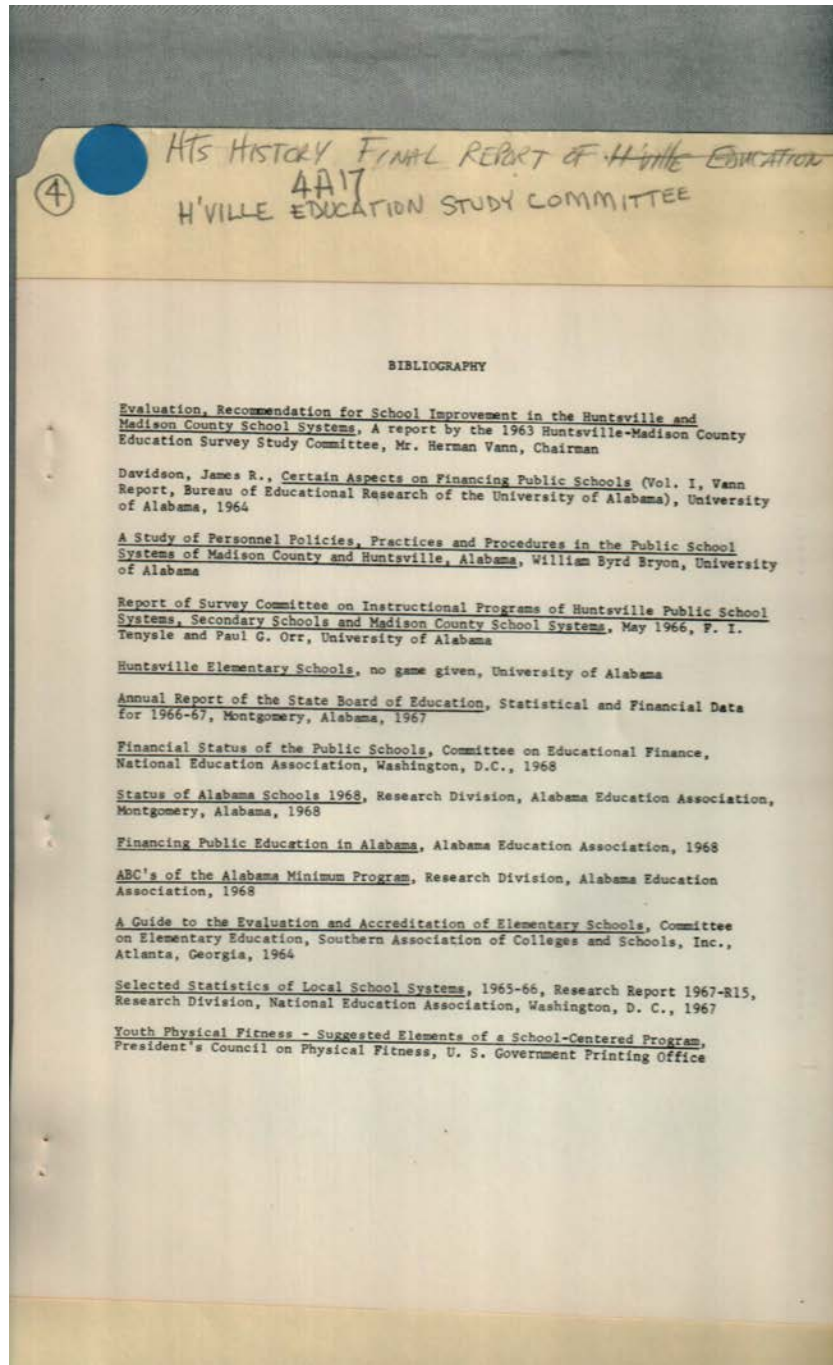 HTS HISTORY FINAL REPORT OF H'ville EDUCATION
4A17
④
H'VILLE EDUCATION STUDY COMMITTEE
BIBLIOGRAPHY
Evaluation, Recommendation for School Improvement in the Huntsville and
Madison County School Systems, A report by the 1963 Huntsville-Madison County
Education Survey Study Committee, Mr. Herman Vann, Chairman
Davidson, James R., Certain Aspects on Financing Public Schools (Vol. I, Vann
Report, Bureau of Educational Research of the University of Alabama), University
of Alabama, 1964
A Study of Personnel Policies, Practices and Procedures in the Public School
Systems of Madison County and Huntsville, Alabama, William Byrd Bryon, University
of Alabama
Report of Survey Committee on Instructional Programs of Huntsville Public School
Systems, Secondary Schools and Madison County School Systems, May 1966, F. I.
Tenysle and Paul G. Orr, University of Alabama
Huntsville Elementary Schools, no game given, University of Alabama
Annual Report of the State Board of Education, Statistical and Financial Data
for 1966-67, Montgomery, Alabama, 1967
Financial Status of the Public Schools, Committee on Educational Finance,
National Education Association, Washington, D.C., 1968
Status of Alabama Schools 1968, Research Division, Alabama Education Association,
Montgomery, Alabama, 1968
Financing Public Education in Alabama, Alabama Education Association, 1968
ABC's of the Alabama Minimum Program, Research Division, Alabama Education
Association, 1968
A Guide to the Evaluation and Accreditation of Elementary Schools, Committee
on Elementary Education, Southern Association of Colleges and Schools, Inc.,
Atlanta, Georgia, 1964
Selected Statistics of Local School Systems, 1965-66, Research Report 1967-R15,
Research Division, National Education Association, Washington, D. C., 1967
Youth Physical Fitness - Suggested Elements of a School-Centered Program,
President's Council on Physical Fitness, U. S. Government Printing Office